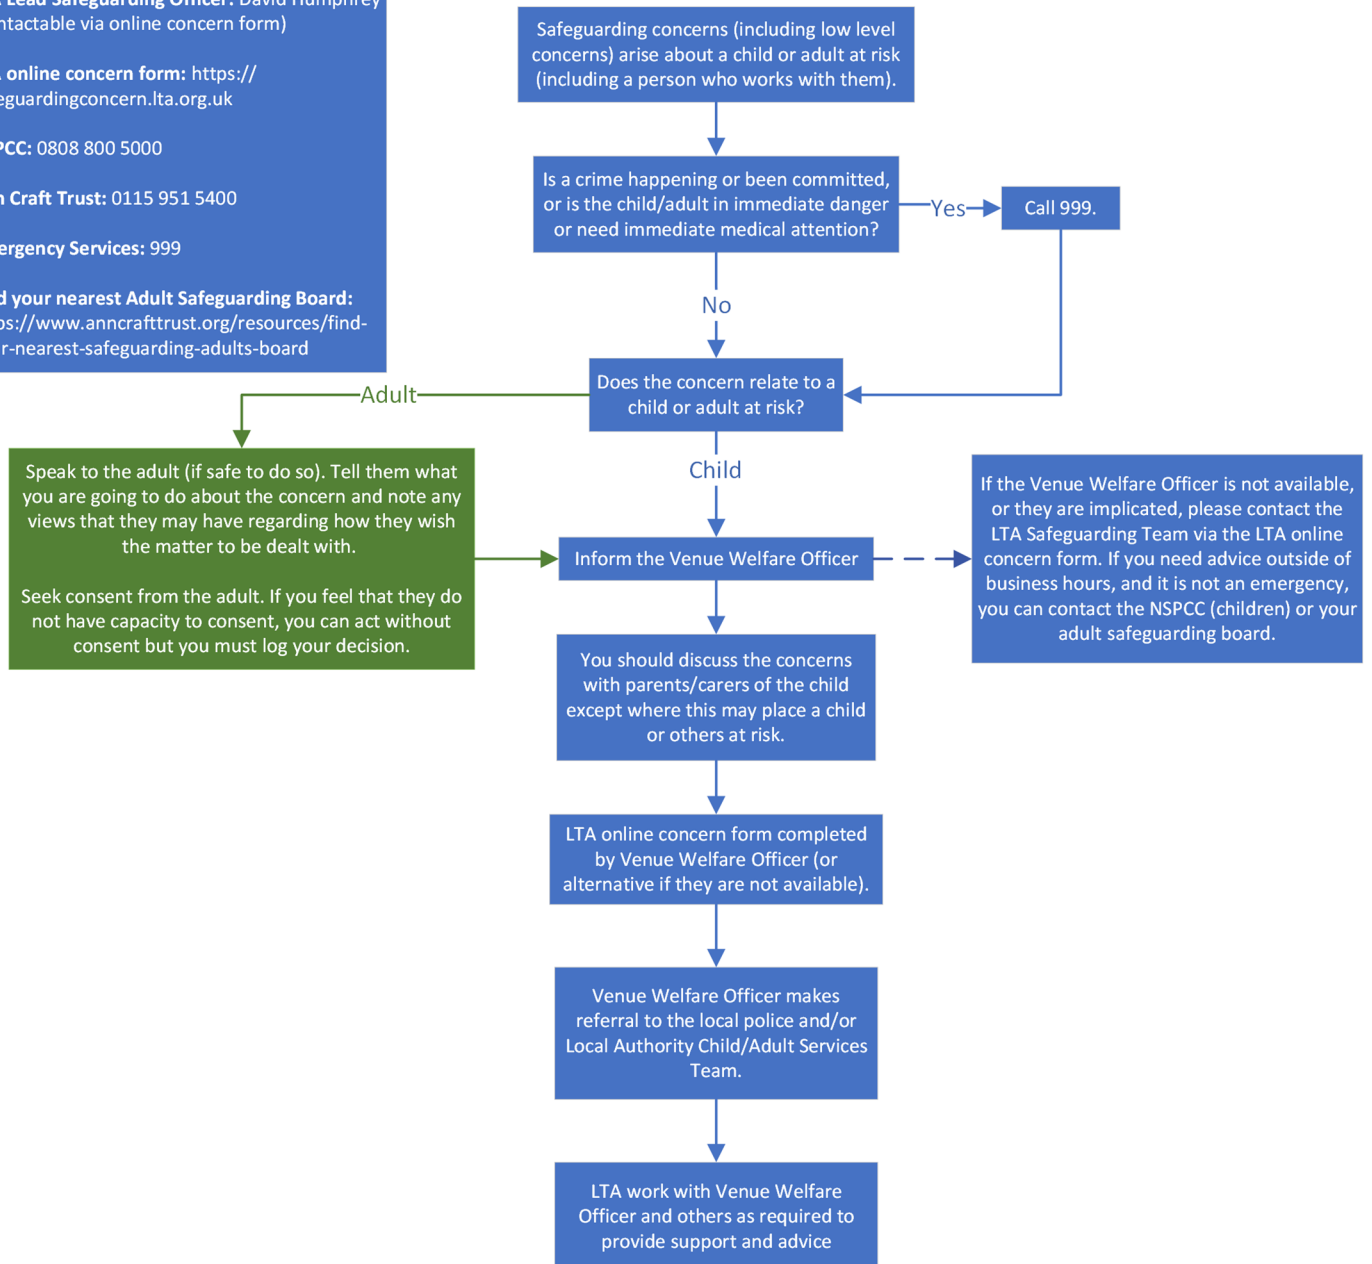 Lead Safeguarding Officer: David Humphrey
via online concern form)
online concern form: https://
0808 800 5000
Craft Trust: 0115 951 5400
Services: 999
your nearest Adult Safeguarding Board:
www.anncrafttrust.org/resources/find-
r-nearest-safeguarding-adults-board
Safeguarding concerns (including low level
concerns) arise about a child or adult at risk
(including a person who works with them).
Is a crime happening or been committed,
or is the child/adult in immediate danger
or need immediate medical attention?
Yes
Call 999.
No
Does the concern relate to a
child or adult at risk?
Adult
Speak to the adult (if safe to do so). Tell them what
you are going to do about the concern and note any
views that they may have regarding how they wish
the matter to be dealt with.
Seek consent from the adult. If you feel that they do
not have capacity to consent, you can act without
consent but you must log your decision.
Child
Inform the Venue Welfare Officer
If the Venue Welfare Officer is not available,
or they are implicated, please contact the
LTA Safeguarding Team via the LTA online
concern form. If you need advice outside of
business hours, and it is not an emergency,
you can contact the NSPCC (children) or your
adult safeguarding board.
You should discuss the concerns
with parents/carers of the child
except where this may place a child
or others at risk.
LTA online concern form completed
by Venue Welfare Officer (or
alternative if they are not available).
Venue Welfare Officer makes
referral to the local police and/or
Local Authority Child/Adult Services
Team.
LTA work with Venue Welfare
Officer and others as required to
provide support and advice